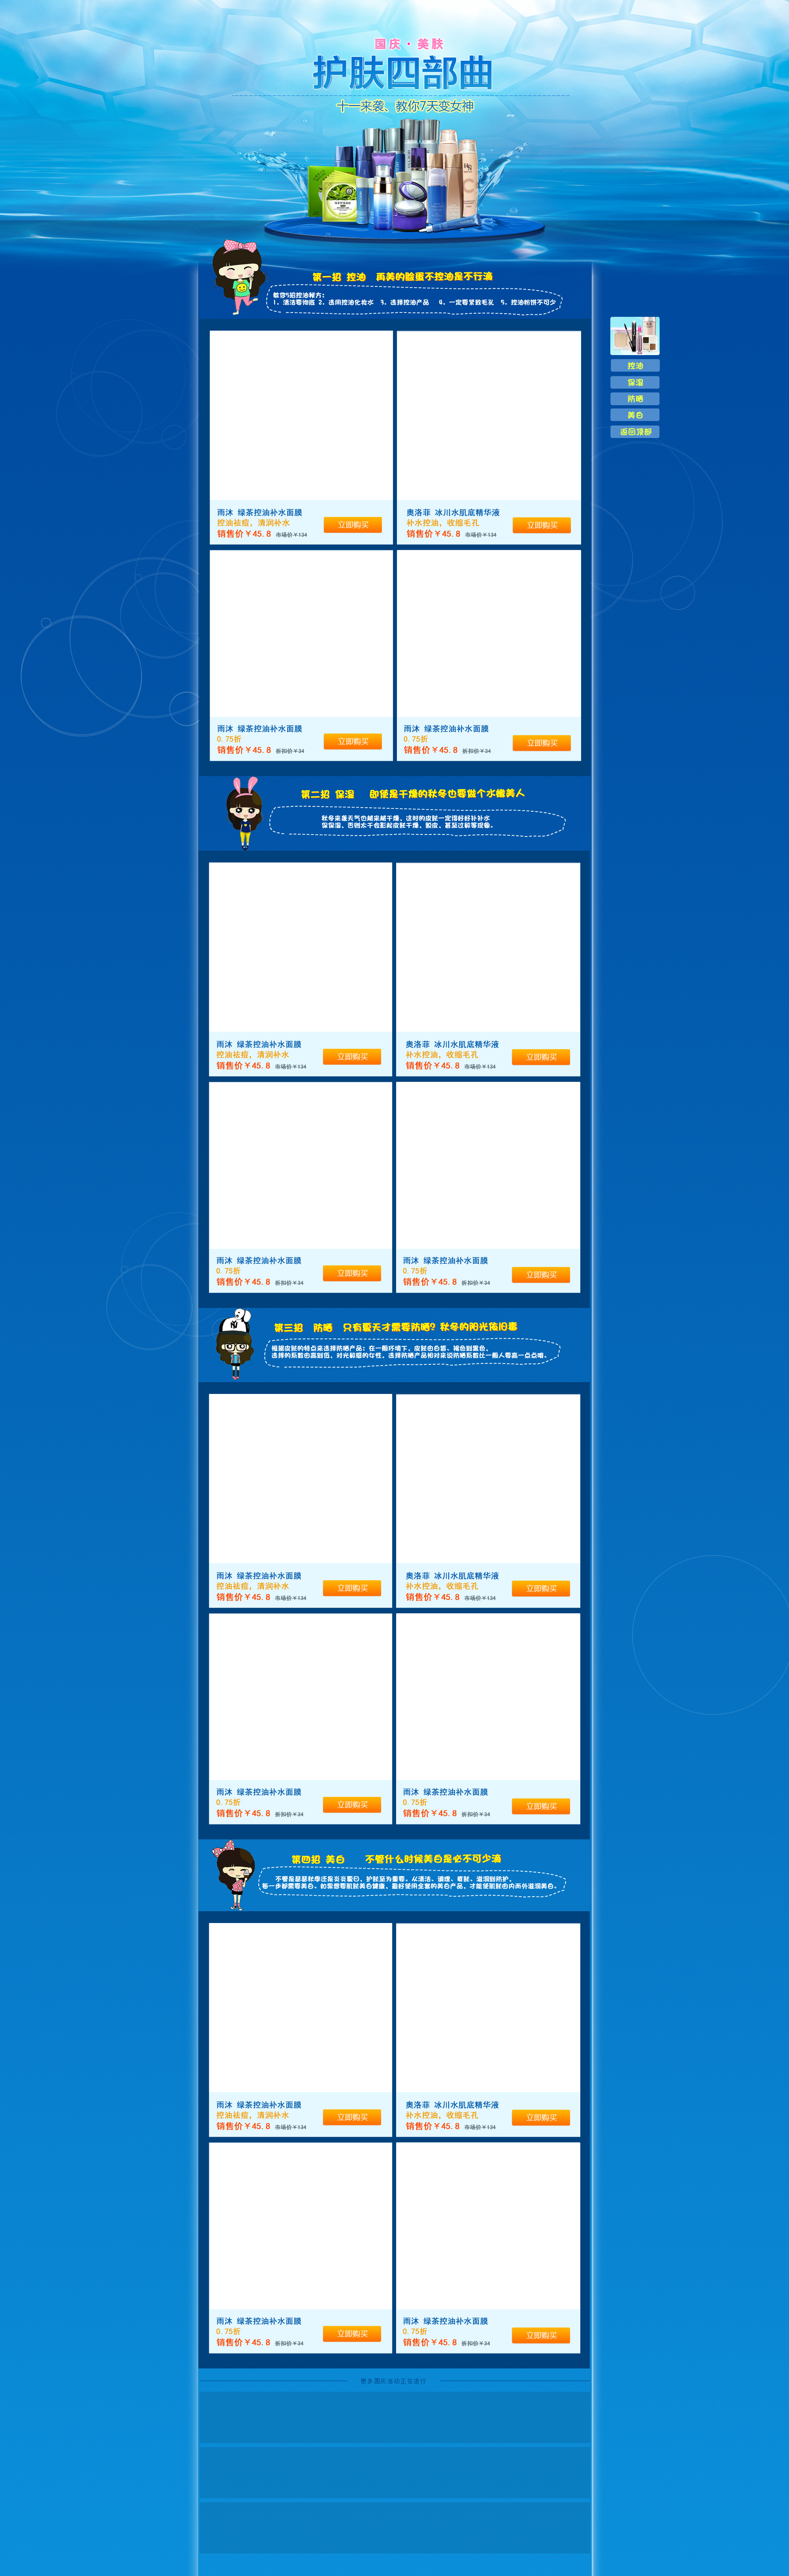 国庆·美肤
护肤四部曲
十一来袭、教你7天变女神
第一招 控油 再美的脸蛋不控油是不行滴
教你5招控油秘方：
1、清洁要彻底 2、选用控油化妆水 3、选择控油产品 4、一定要紧致毛孔 5、控油粉饼不可少
控油
保湿
防晒
美白
返回顶部
雨沐 绿茶控油补水面膜
控油祛痘，清润补水
销售价￥45.8 市场价￥134
立即购买
奥洛菲 冰川水肌底精华液
补水控油，收缩毛孔
销售价￥45.8 市场价￥134
立即购买
雨沐 绿茶控油补水面膜
0.75折
销售价￥45.8 折扣价￥34
立即购买
雨沐 绿茶控油补水面膜
0.75折
销售价￥45.8 折扣价￥34
立即购买
第二招 保湿 即使是干燥的秋冬也要做个水嫩美人
秋冬来袭天气也越来越干燥，这时的皮肤一定得好好补补水
保保湿，否则太干会引起皮肤干燥、脱皮、甚至过敏等现象。
雨沐 绿茶控油补水面膜
控油祛痘，清润补水
销售价￥45.8 市场价￥134
立即购买
奥洛菲 冰川水肌底精华液
补水控油，收缩毛孔
销售价￥45.8 市场价￥134
立即购买
雨沐 绿茶控油补水面膜
0.75折
销售价￥45.8 折扣价￥34
立即购买
雨沐 绿茶控油补水面膜
0.75折
销售价￥45.8 折扣价￥34
立即购买
第三招 防晒 只有夏天才需要防晒？秋冬的阳光依旧毒
根据皮肤的特点来选择防晒产品：在一般环境下，皮肤由白皙、褐色到黑色，
选择的系数由高到低，对光敏感的女性，选择防晒产品相对来说防晒系数比一般人要高一点点嘀。
雨沐 绿茶控油补水面膜
控油祛痘，清润补水
销售价￥45.8 市场价￥134
立即购买
奥洛菲 冰川水肌底精华液
补水控油，收缩毛孔
销售价￥45.8 市场价￥134
立即购买
雨沐 绿茶控油补水面膜
0.75折
销售价￥45.8 折扣价￥34
立即购买
雨沐 绿茶控油补水面膜
0.75折
销售价￥45.8 折扣价￥34
立即购买
第四招 美白 不管什么时候美白是必不可少滴
不管是瑟瑟秋季还是炎炎夏日，护肤至为重要。从清洁、调理、爽肤、滋润到防护，
每一步都需要美白。如果想要肌肤美白健康，最好使用全套的美白产品，才能使肌肤由内而外滋润美白。
雨沐 绿茶控油补水面膜
控油祛痘，清润补水
销售价￥45.8 市场价￥134
立即购买
奥洛菲 冰川水肌底精华液
补水控油，收缩毛孔
销售价￥45.8 市场价￥134
立即购买
雨沐 绿茶控油补水面膜
0.75折
销售价￥45.8 折扣价￥34
立即购买
雨沐 绿茶控油补水面膜
0.75折
销售价￥45.8 折扣价￥34
立即购买
更多国庆活动正在进行